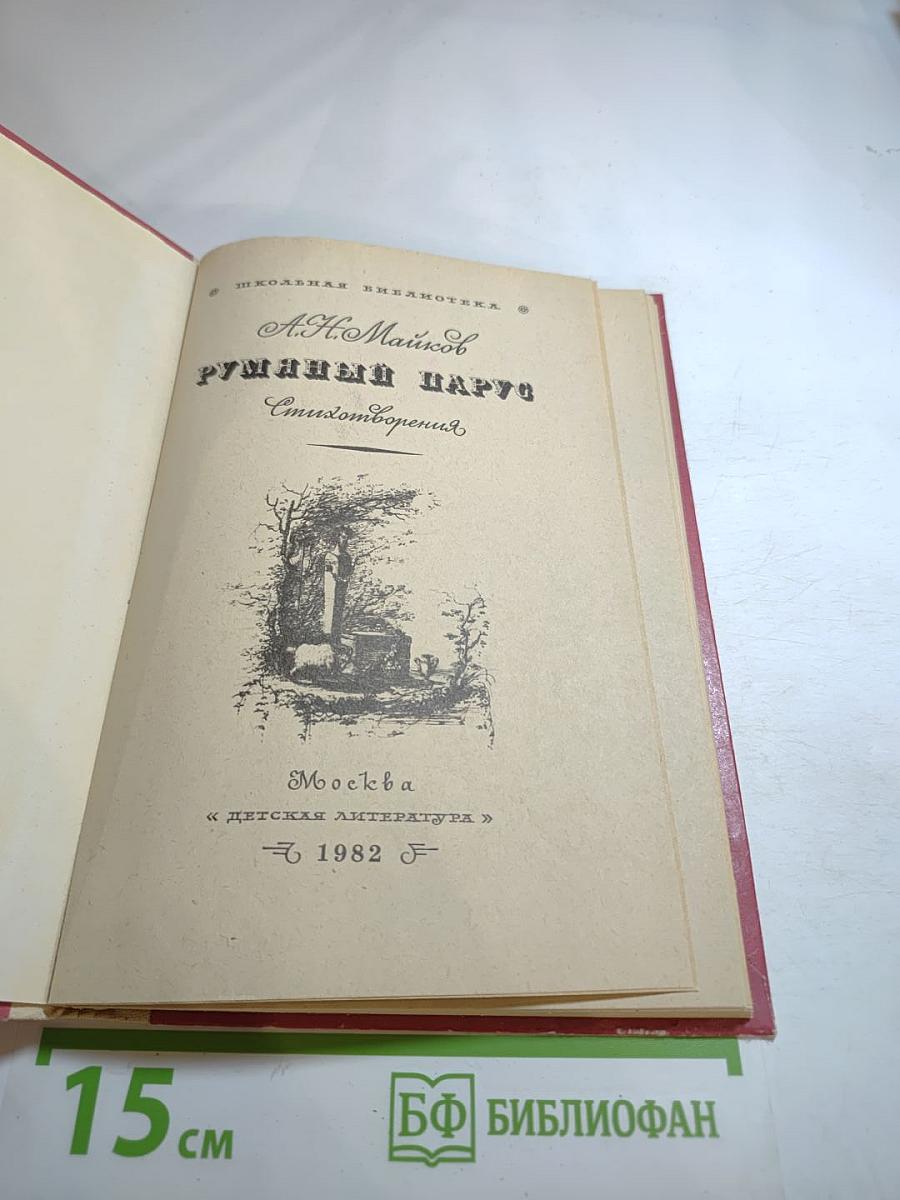 ШКОЛЬНАЯ БИБЛИОТЕКА
А.Н. Майков
РУМЯНЫЙ ПАРУС
Стихотворения
Москва
« ДЕТСКАЯ ЛИТЕРАТУРА »
1982
15 см
БФ БИБЛИОФАН